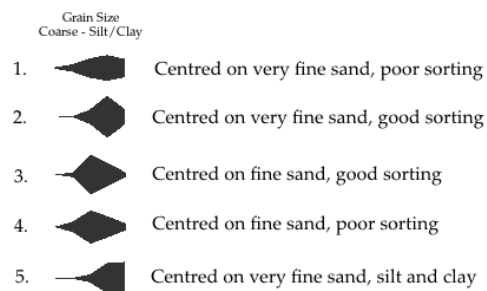 Grain Size
Coarse - Silt/Clay
1. Centred on very fine sand, poor sorting
2. Centred on very fine sand, good sorting
3. Centred on fine sand, good sorting
4. Centred on fine sand, poor sorting
5. Centred on very fine sand, silt and clay